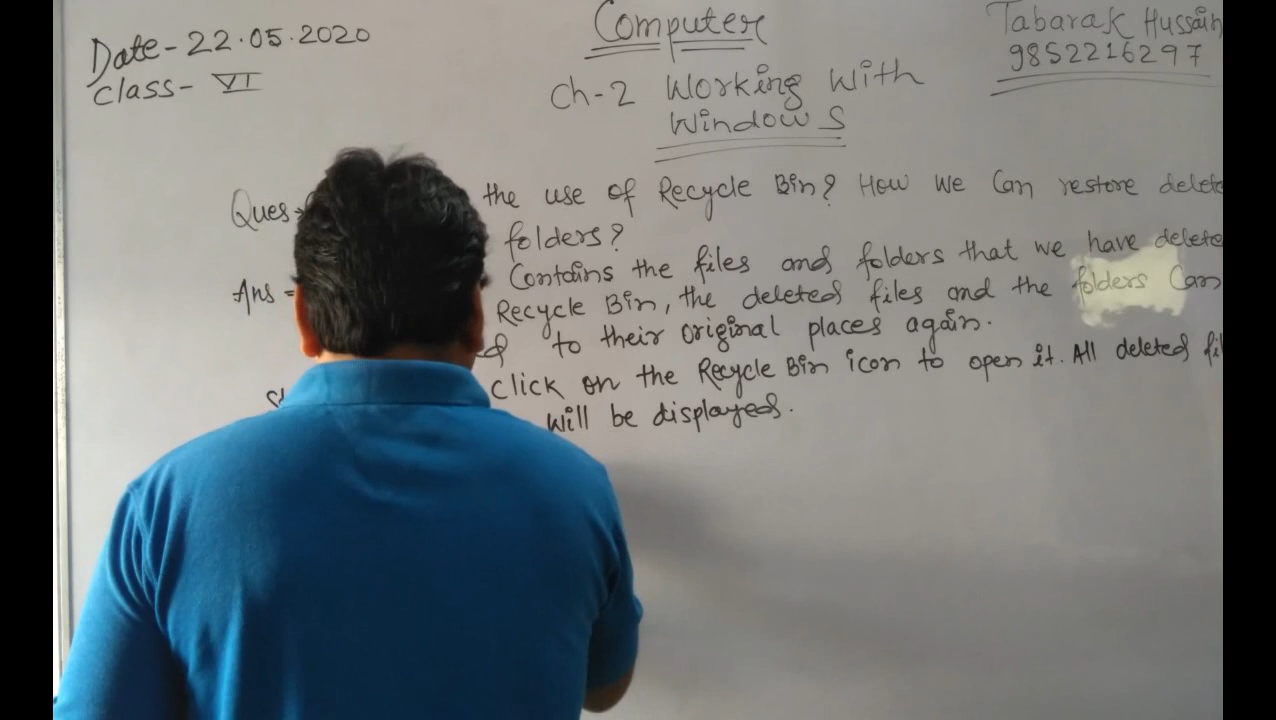 Date- 22.05.2020
Class- VI
Computer
Ch-2 Working With
Windows
Tabarak Hussain
9852216297
Ques the use of Recycle Bin? How we Can restore delete
folders?
Ans = Contains the files and folders that we have delete
Recycle Bin, the deleted files and the folders Can
to their original places again.
click on the Recycle Bin icon to open it. All deleted fi
Will be displayed.